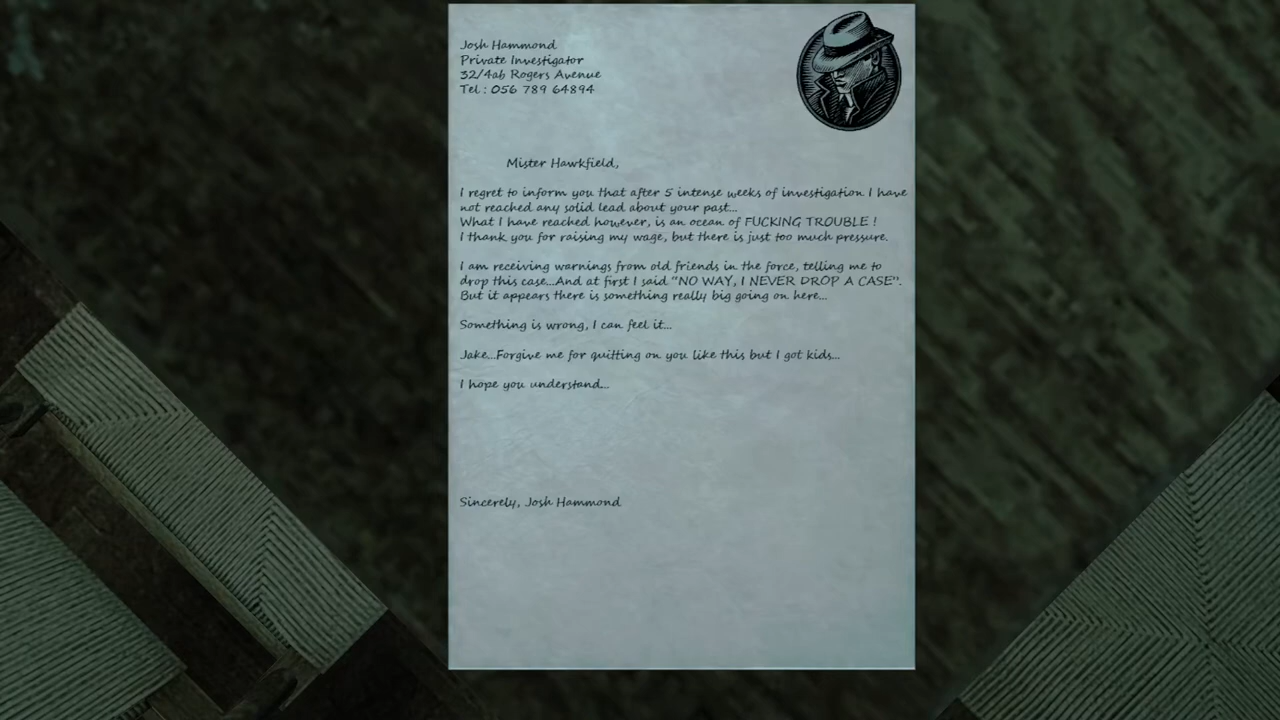 Josh Hammond
Private Investigator
32/4ab Rogers Avenue
Tel : 056 789 64894
Mister Hawkfield,
I regret to inform you that after 5 intense weeks of investigation I have
not reached any solid lead about your past...
What I have reached however, is an ocean of FUCKING TROUBLE !
I thank you for raising my wage, but there is just too much pressure.
I am receiving warnings from old friends in the force, telling me to
drop this case...And at first I said "NO WAY, I NEVER DROP A CASE".
But it appears there is something really big going on here...
Something is wrong, I can feel it...
Jake...Forgive me for quitting on you like this but I got kids...
I hope you understand...
Sincerely, Josh Hammond